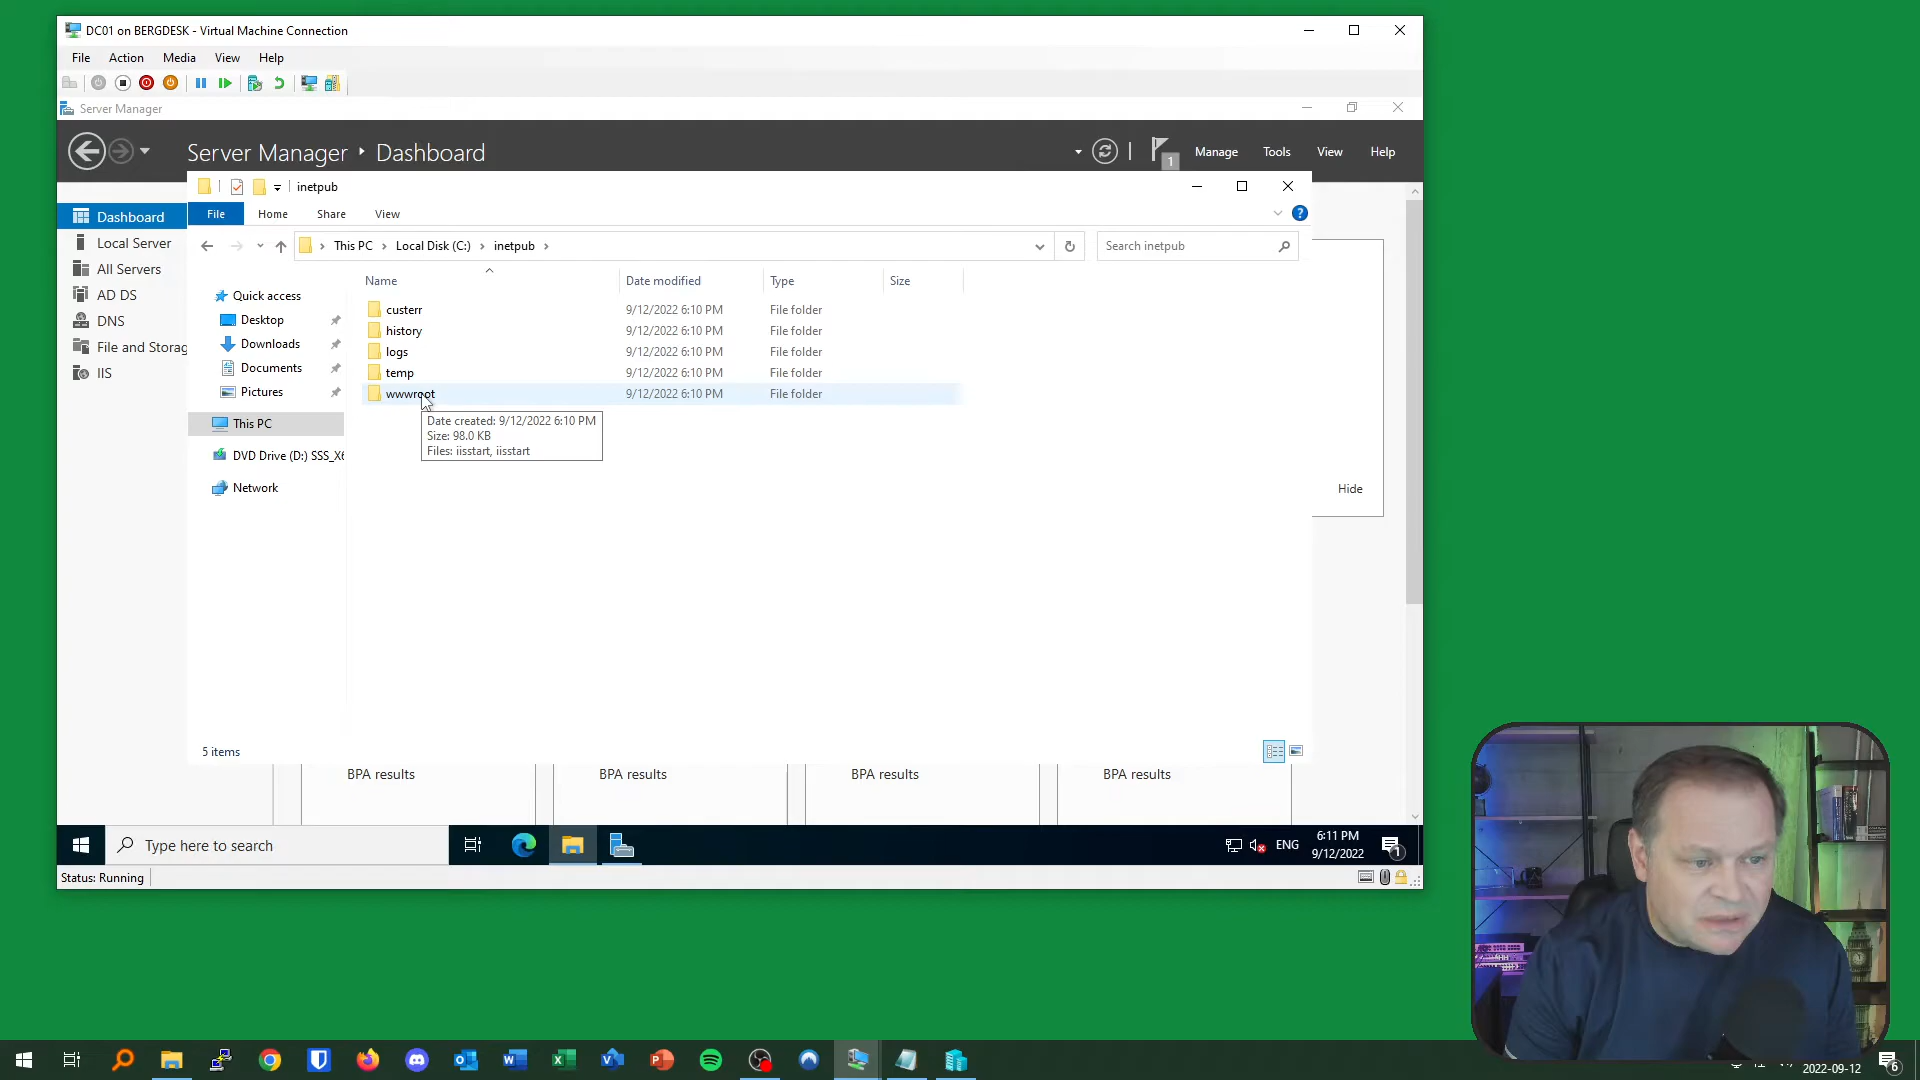 DC01 on BERGDESK - Virtual Machine Connection
File Action Media View Help
Server Manager
Server Manager ‣ Dashboard
1
Manage Tools View Help
inetpub
File Home Share View
This PC › Local Disk (C:) › inetpub ›
Search inetpub
Dashboard
Local Server
All Servers
AD DS
DNS
File and Storag
IIS
Quick access
Desktop
Downloads
Documents
Pictures
This PC
DVD Drive (D:) SSS_X6
Network
Name Date modified Type Size
custerr 9/12/2022 6:10 PM File folder
history 9/12/2022 6:10 PM File folder
logs 9/12/2022 6:10 PM File folder
temp 9/12/2022 6:10 PM File folder
wwwroot 9/12/2022 6:10 PM File folder
Date created: 9/12/2022 6:10 PM
Size: 98.0 KB
Files: iisstart, iisstart
Hide
5 items
BPA results BPA results BPA results BPA results
Type here to search
ENG
6:11 PM
9/12/2022
1
Status: Running
2022-09-12
6